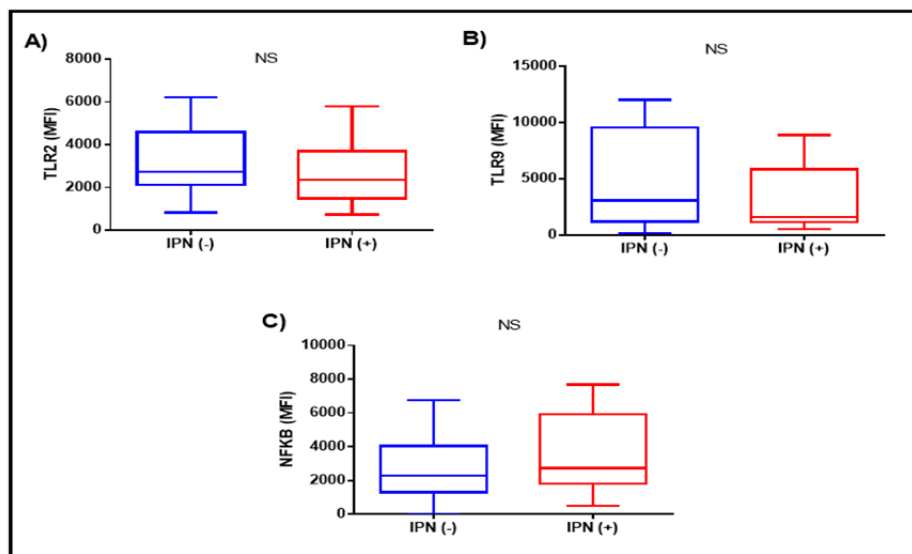 A)
NS
8000
6000
4000
2000
0
TLR2 (MFI)
IPN (-)
IPN (+)
B)
NS
15000
10000
5000
0
TLR9 (MFI)
IPN (-)
IPN (+)
C)
NS
10000
8000
6000
4000
2000
0
NFKB (MFI)
IPN (-)
IPN (+)